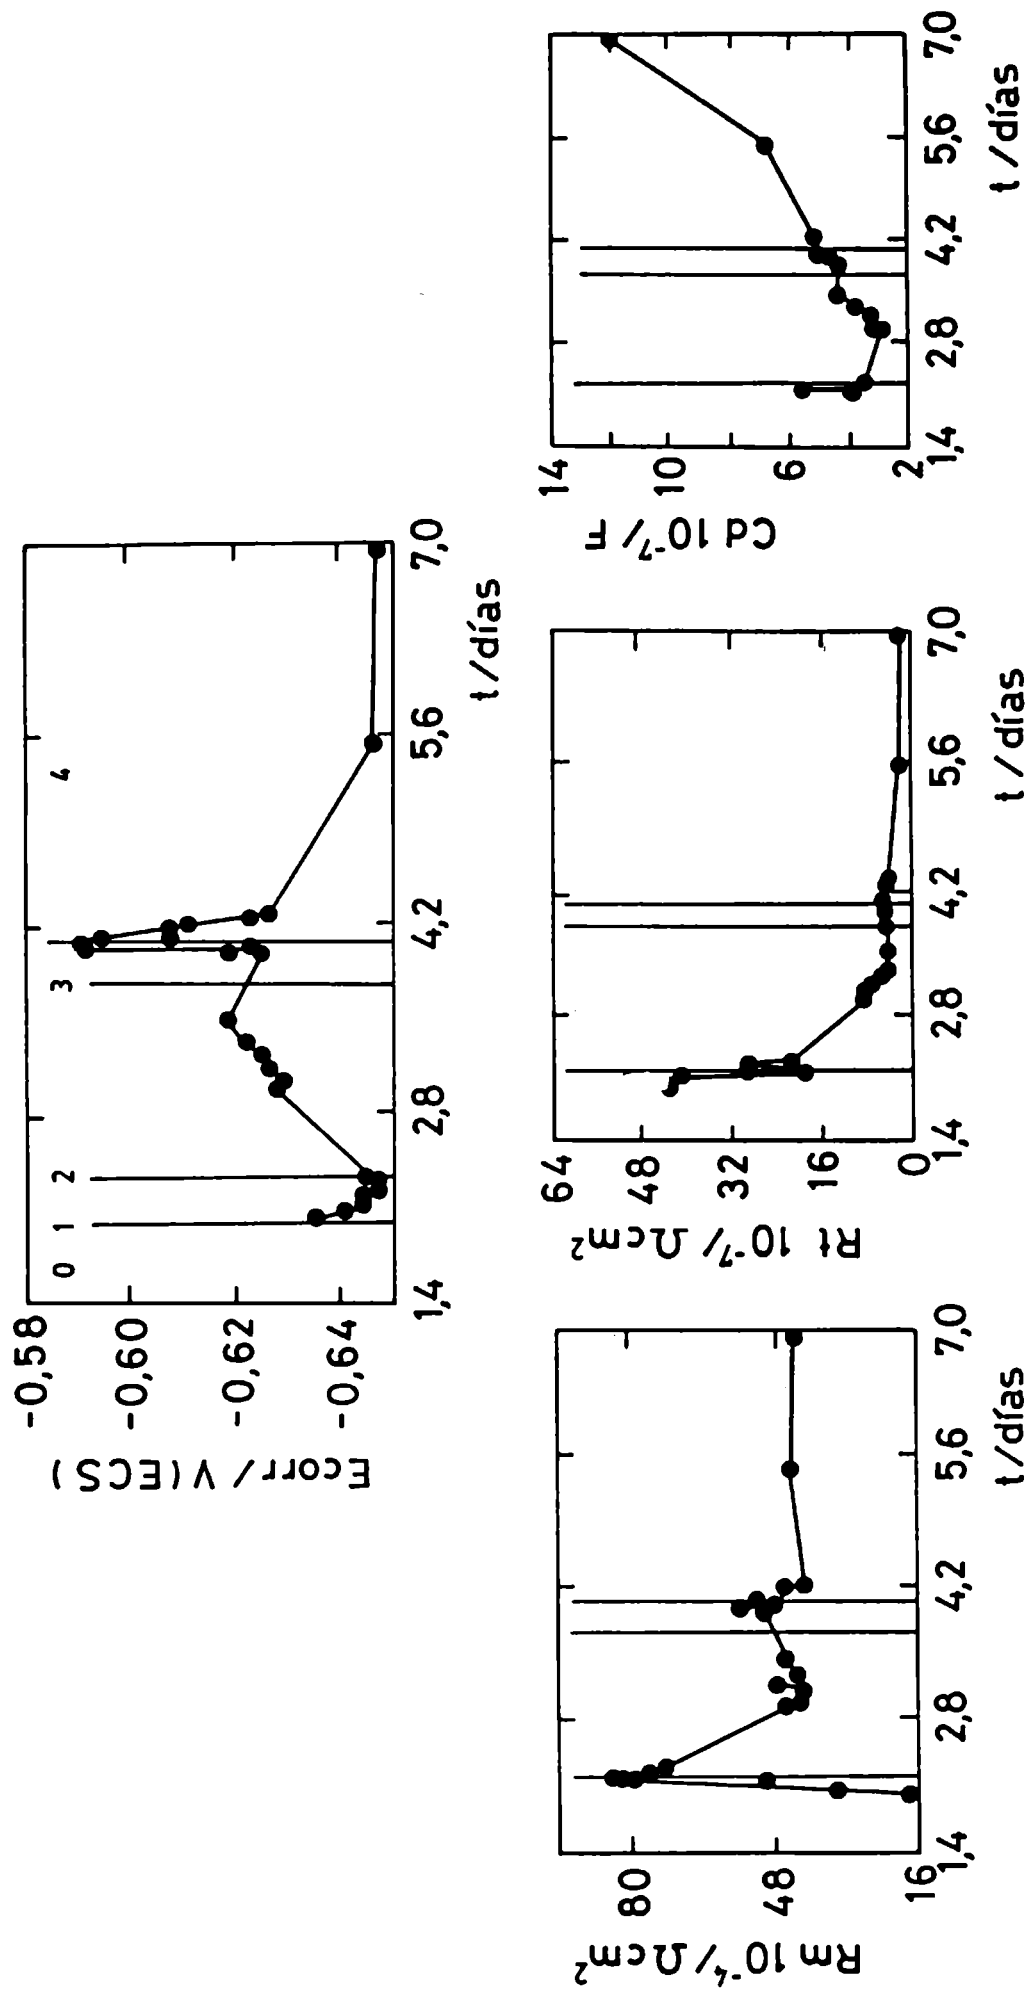 -0,58
-0,60
-0,62
-0,64
Ecorr / V (ECS)
0 1 2 3 4
1,4 2,8 4,2 5,6 7,0
t/días
80
48
16
Rm 10⁻⁴/Ωcm²
1,4 2,8 4,2 5,6 7,0
t/días
64
48
32
16
0
Rt 10⁻⁷/Ωcm²
1,4 2,8 4,2 5,6 7,0
t/días
14
10
6
2
Cd 10⁻⁷/F
1,4 2,8 4,2 5,6 7,0
t/días